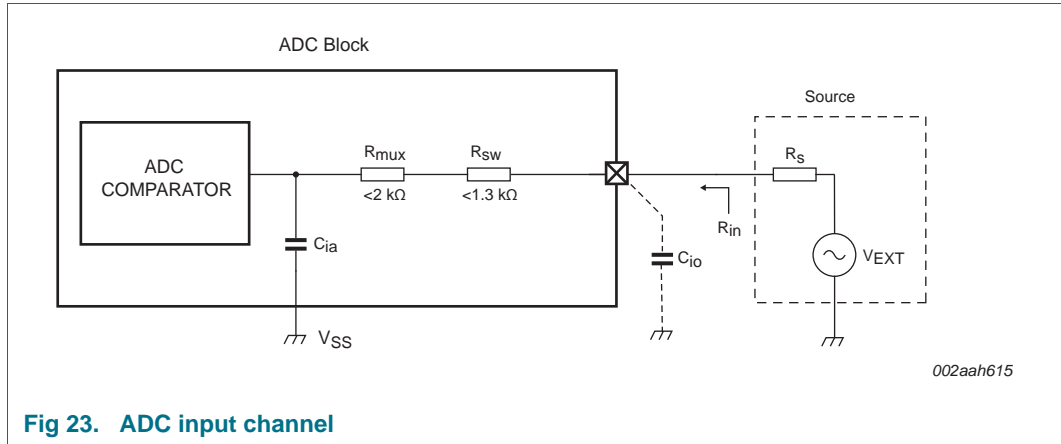 ADC Block
Source
ADC
COMPARATOR
Rmux
<2 kΩ
Rsw
<1.3 kΩ
Rs
Rin
Cia
Cio
VEXT
VSS
002aah615
Fig 23. ADC input channel